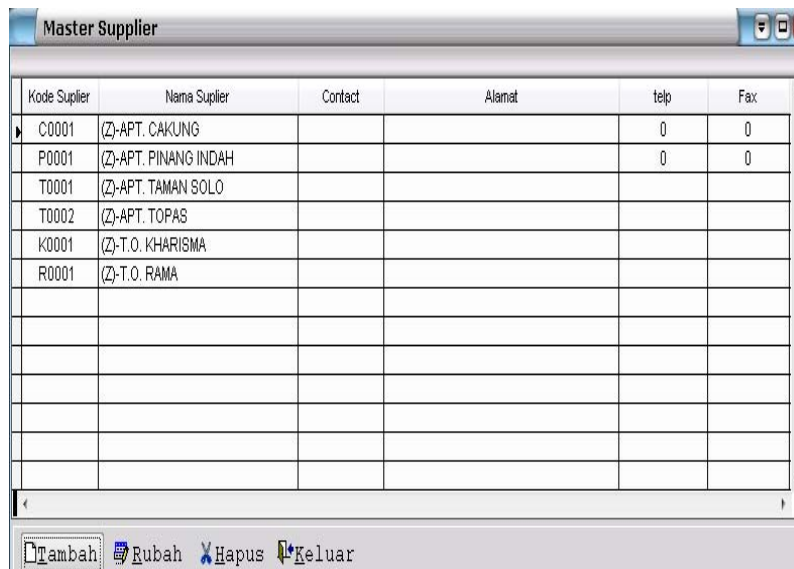 Master Supplier
Kode Suplier Nama Suplier Contact Alamat telp Fax
C0001 (Z)-APT. CAKUNG 0 0
P0001 (Z)-APT. PINANG INDAH 0 0
T0001 (Z)-APT. TAMAN SOLO
T0002 (Z)-APT. TOPAS
K0001 (Z)-T.O. KHARISMA
R0001 (Z)-T.O. RAMA
Tambah Rubah Hapus Keluar